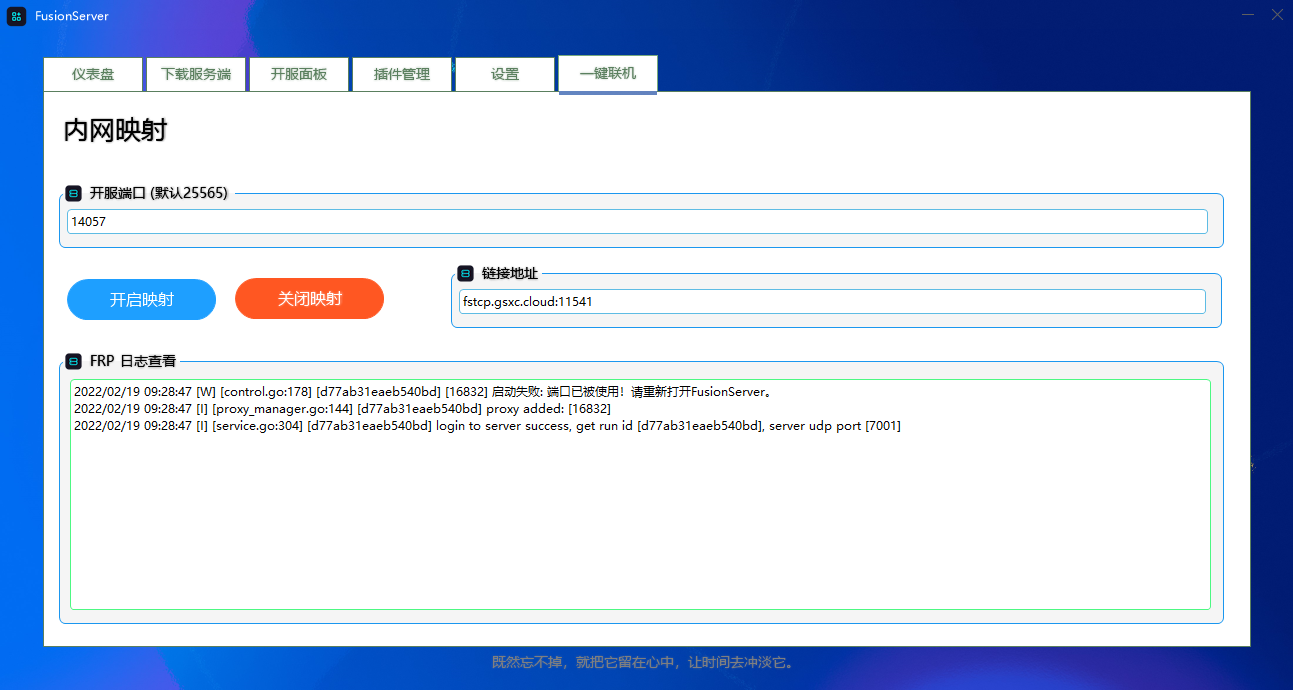 FusionServer
仪表盘 下载服务端 开服面板 插件管理 设置 一键联机
内网映射
开服端口 (默认25565)
14057
开启映射 关闭映射
链接地址
fstcp.gsxc.cloud:11541
FRP 日志查看
2022/02/19 09:28:47 [W] [control.go:178] [d77ab31eaeb540bd] [16832] 启动失败: 端口已被使用！请重新打开FusionServer。
2022/02/19 09:28:47 [I] [proxy_manager.go:144] [d77ab31eaeb540bd] proxy added: [16832]
2022/02/19 09:28:47 [I] [service.go:304] [d77ab31eaeb540bd] login to server success, get run id [d77ab31eaeb540bd], server udp port [7001]
既然忘不掉，就把它留在心中，让时间去冲淡它。